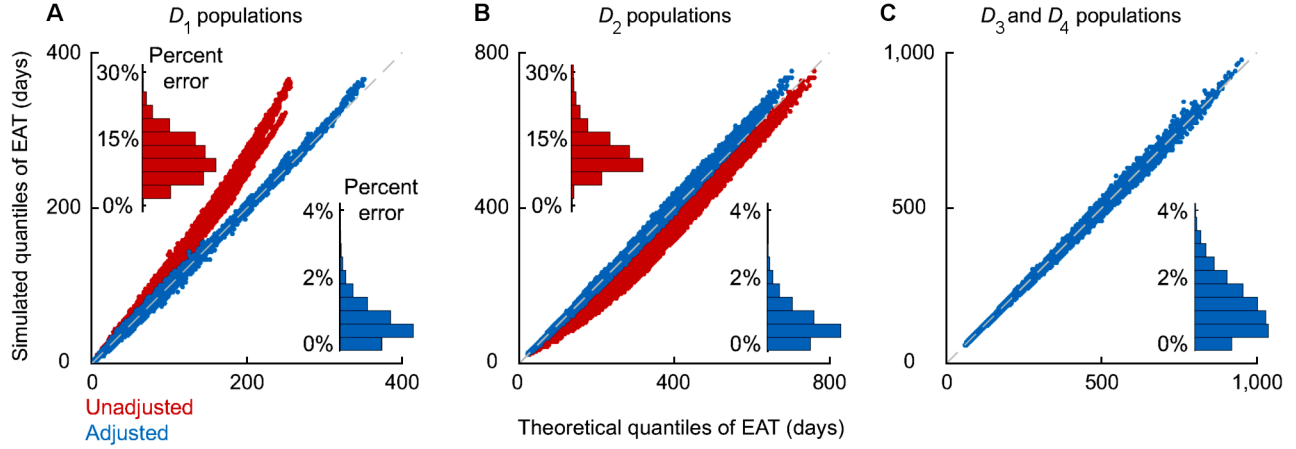 A
D1 populations
B
D2 populations
C
D3 and D4 populations
Simulated quantiles of EAT (days)
400
200
0
0
200
400
Percent
error
30%
15%
0%
Percent
error
4%
2%
0%
Unadjusted
Adjusted
800
400
0
0
400
800
30%
15%
0%
4%
2%
0%
Theoretical quantiles of EAT (days)
1,000
500
0
0
500
1,000
4%
2%
0%